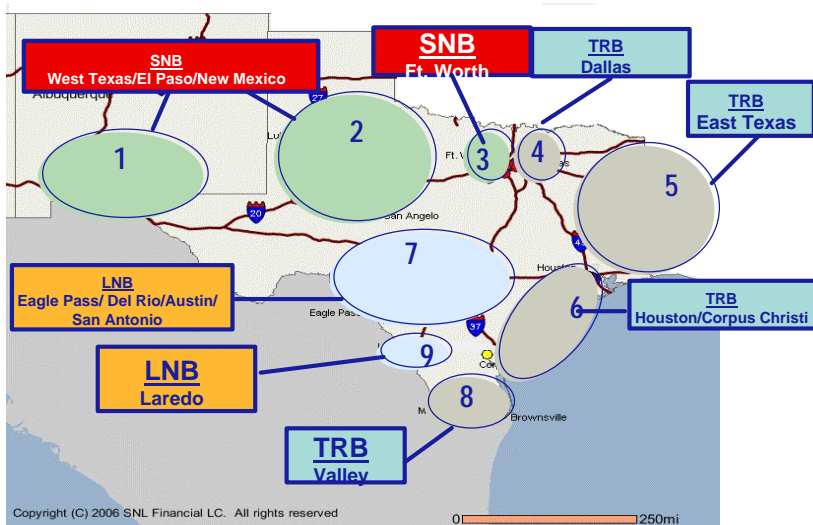 SNB
West Texas/El Paso/New Mexico
SNB
Ft. Worth
TRB
Dallas
Albuquerque
27
TRB
East Texas
2
1
3
4
5
20
San Angelo
7
LNB
Eagle Pass/ Del Rio/Austin/
San Antonio
Eagle Pass
6
37
TRB
Houston/Corpus Christi
9
LNB
Laredo
8
Brownsville
TRB
Valley
Copyright (C) 2006 SNL Financial LC. All rights reserved
0
250mi